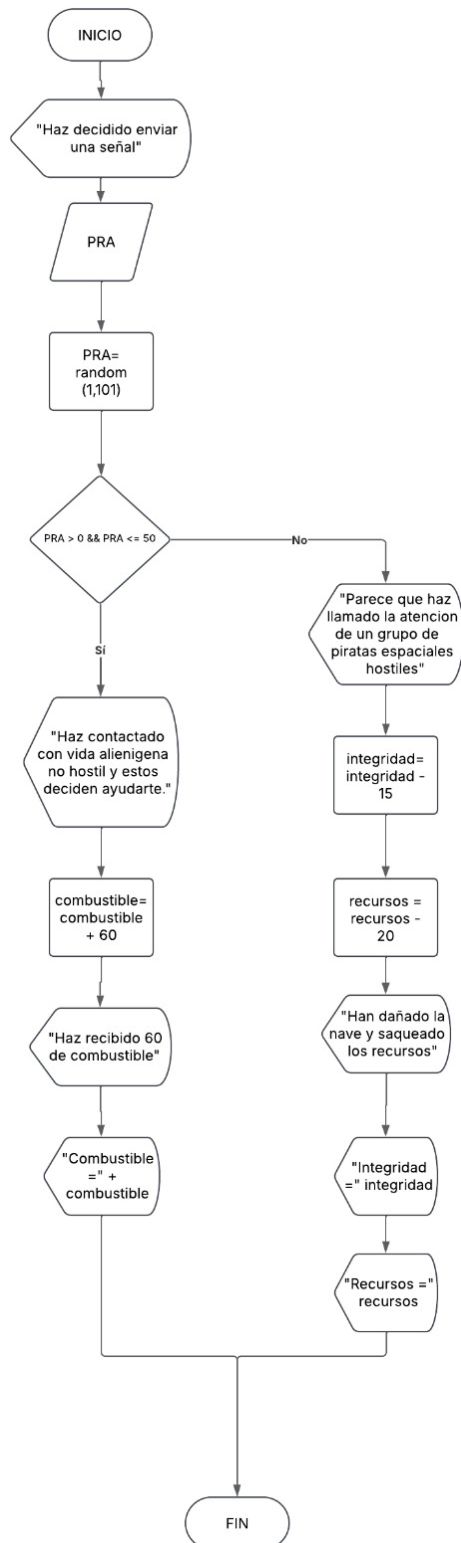 INICIO
"Haz decidido enviar
una señal"
PRA
PRA=
random
(1,101)
PRA > 0 && PRA <= 50
No
Sí
"Parece que haz
llamado la atencion
de un grupo de
piratas espaciales
hostiles"
integridad=
integridad -
15
recursos =
recursos -
20
"Han dañado la
nave y saqueado
los recursos"
"Integridad
=" integridad
"Recursos ="
recursos
"Haz contactado
con vida alienigena
no hostil y estos
deciden ayudarte."
combustible=
combustible
+ 60
"Haz recibido 60
de combustible"
"Combustible
=" +
combustible
FIN